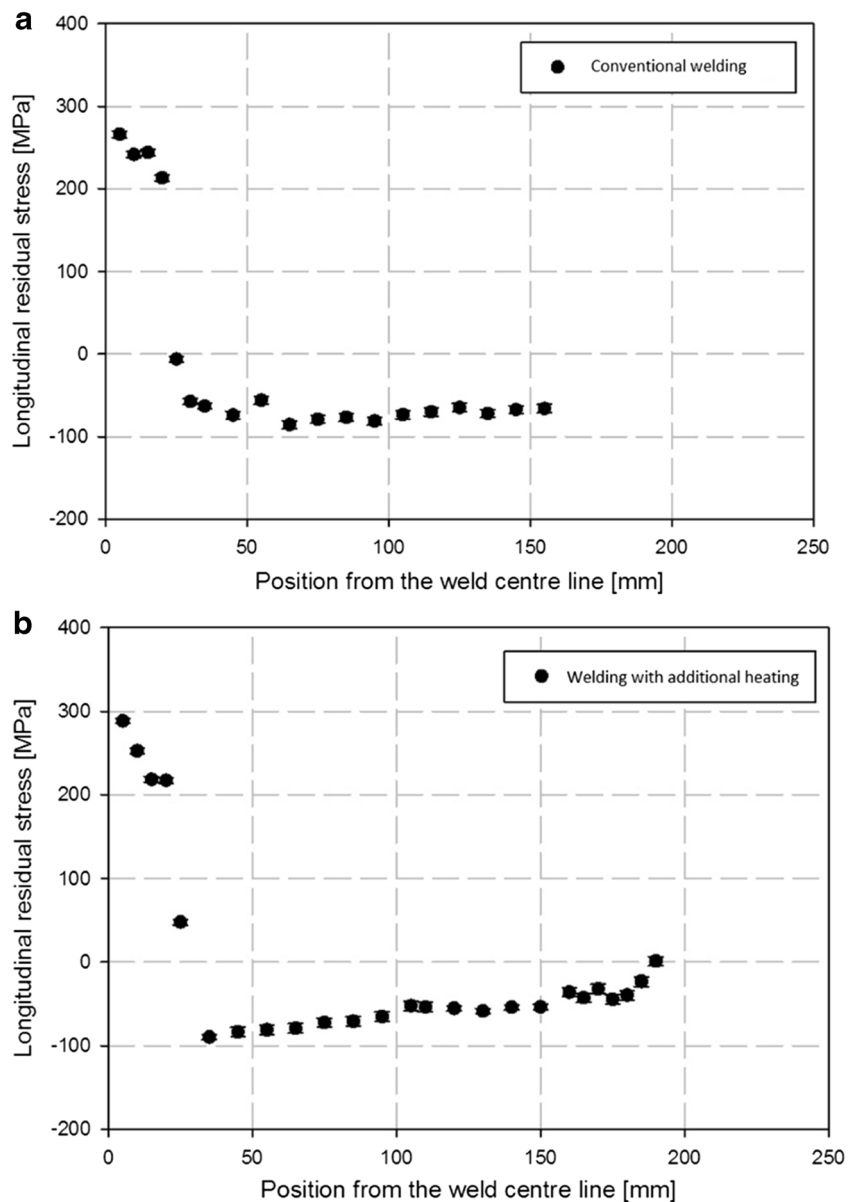 a
400
300
200
100
0
-100
-200
Longitudinal residual stress [MPa]
Conventional welding
0 50 100 150 200 250
Position from the weld centre line [mm]
b
400
300
200
100
0
-100
-200
Longitudinal residual stress [MPa]
Welding with additional heating
0 50 100 150 200 250
Position from the weld centre line [mm]